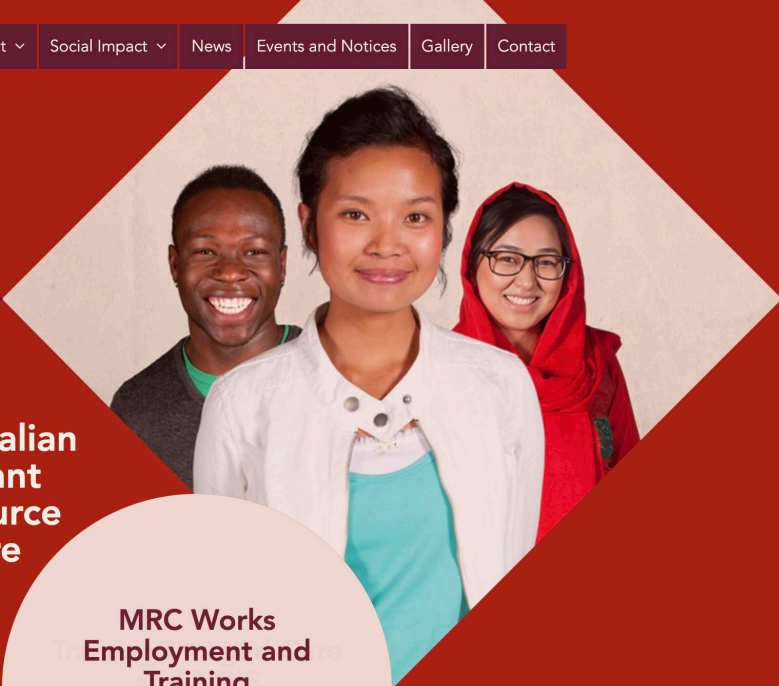 t
Social Impact
News
Events and Notices
Gallery
Contact
alian
ant
urce
re
MRC Works
Employment and
Training